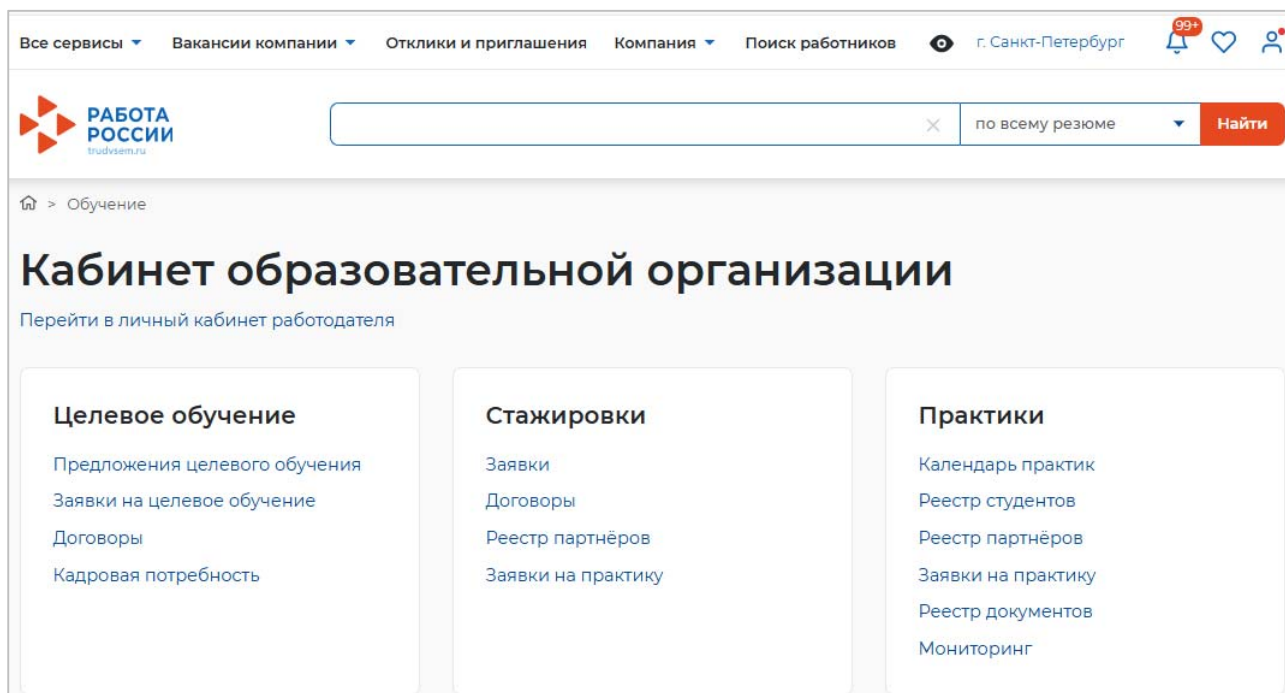 Все сервисы Вакансии компании Отклики и приглашения Компания Поиск работников г. Санкт-Петербург 99+
РАБОТА
РОССИИ
trudvsem.ru
по всему резюме Найти
> Обучение
Кабинет образовательной организации
Перейти в личный кабинет работодателя
Целевое обучение
Предложения целевого обучения
Заявки на целевое обучение
Договоры
Кадровая потребность
Стажировки
Заявки
Договоры
Реестр партнёров
Заявки на практику
Практики
Календарь практик
Реестр студентов
Реестр партнёров
Заявки на практику
Реестр документов
Мониторинг